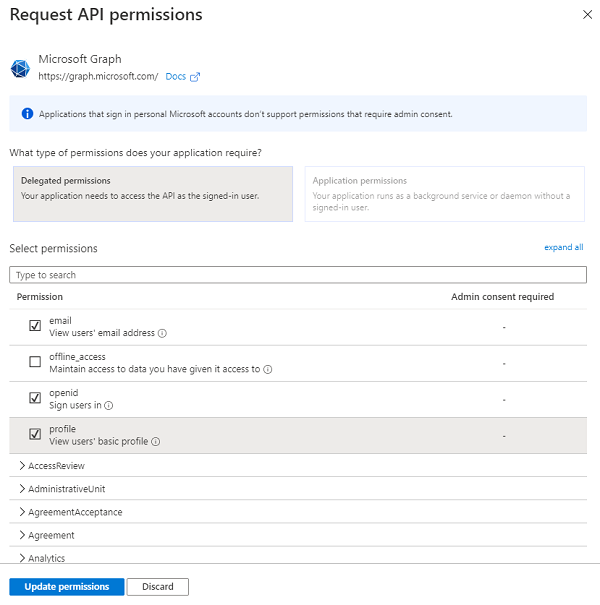 Request API permissions
Microsoft Graph
https://graph.microsoft.com/ Docs
Applications that sign in personal Microsoft accounts don't support permissions that require admin consent.
What type of permissions does your application require?
Delegated permissions
Your application needs to access the API as the signed-in user.
Application permissions
Your application runs as a background service or daemon without a
signed-in user.
Select permissions
expand all
Type to search
Permission Admin consent required
email
View users' email address
-
offline_access
Maintain access to data you have given it access to
-
openid
Sign users in
-
profile
View users' basic profile
-
AccessReview
AdministrativeUnit
AgreementAcceptance
Agreement
Analytics
Update permissions Discard